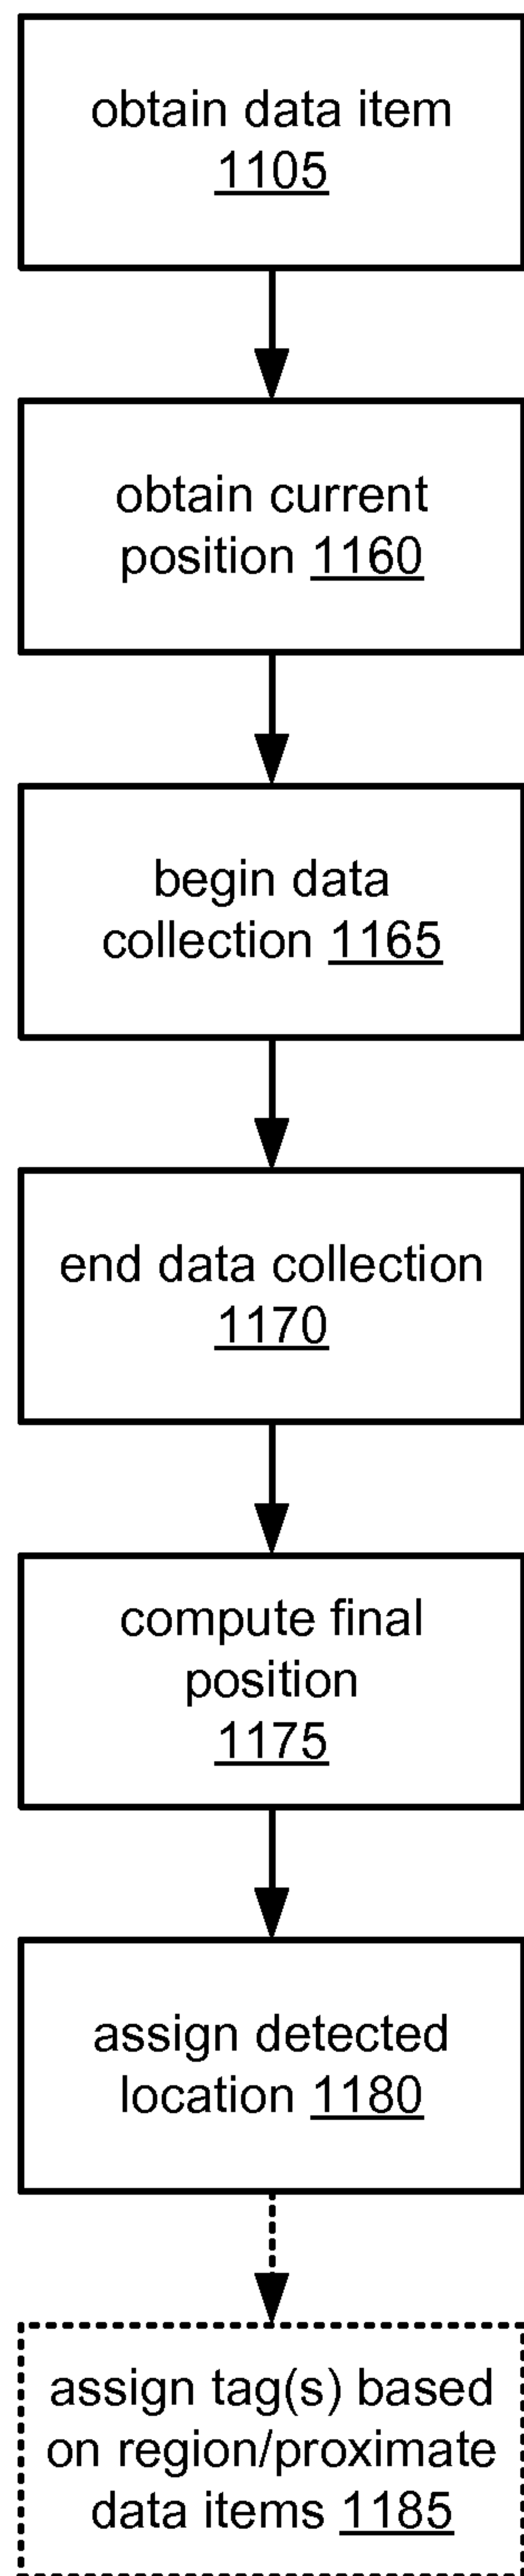 obtain data item
1105
obtain current
position 1160
begin data
collection 1165
end data collection
1170
compute final
position
1175
assign detected
location 1180
assign tag(s) based
on region/proximate
data items 1185